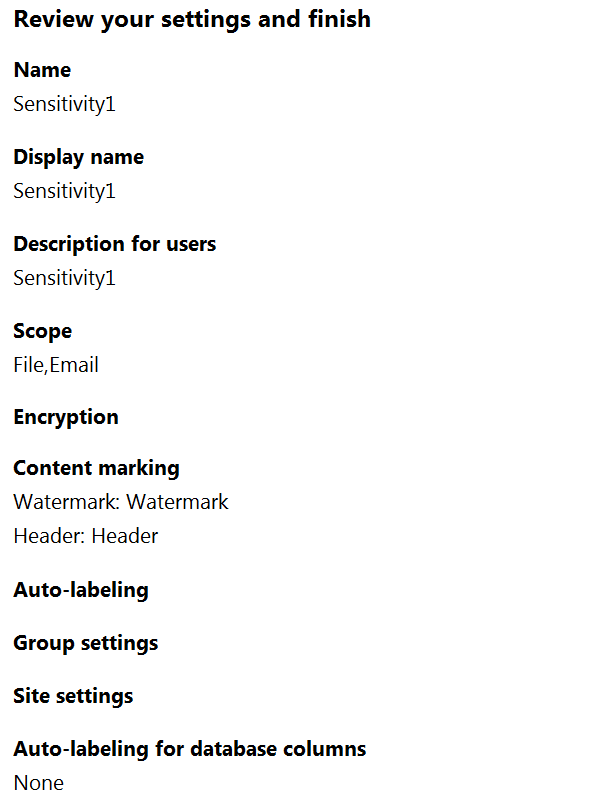 Review your settings and finish
Name
Sensitivity1
Display name
Sensitivity1
Description for users
Sensitivity1
Scope
File,Email
Encryption
Content marking
Watermark: Watermark
Header: Header
Auto-labeling
Group settings
Site settings
Auto-labeling for database columns
None